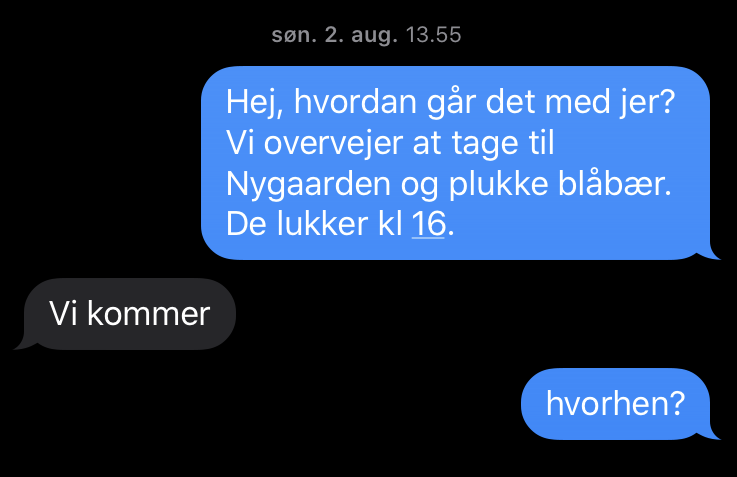 søn. 2. aug. 13.55
Hej, hvordan går det med jer?
Vi overvejer at tage til
Nygaarden og plukke blåbær.
De lukker kl 16.
Vi kommer
hvorhen?